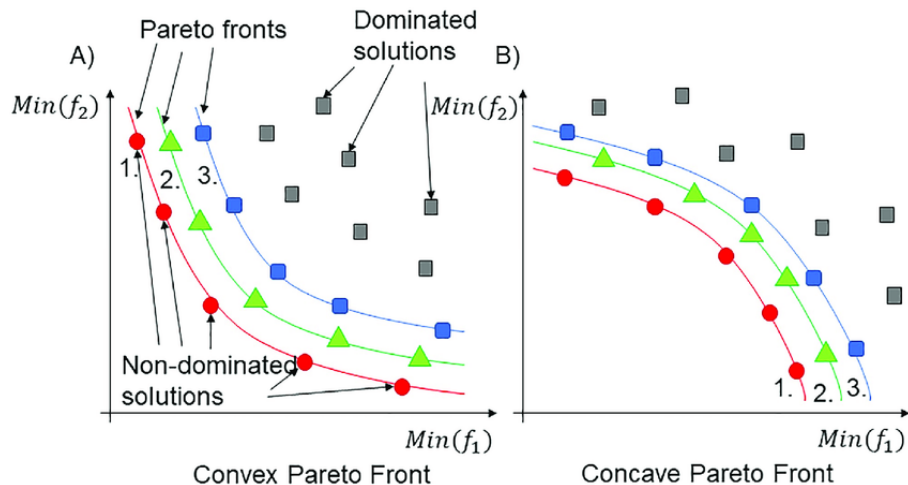 Pareto fronts
Dominated
solutions
A)
B)
Min(f₂)
Min(f₂)
1.
2.
3.
Non-dominated
solutions
1.
2.
3.
Min(f₁)
Min(f₁)
Convex Pareto Front
Concave Pareto Front